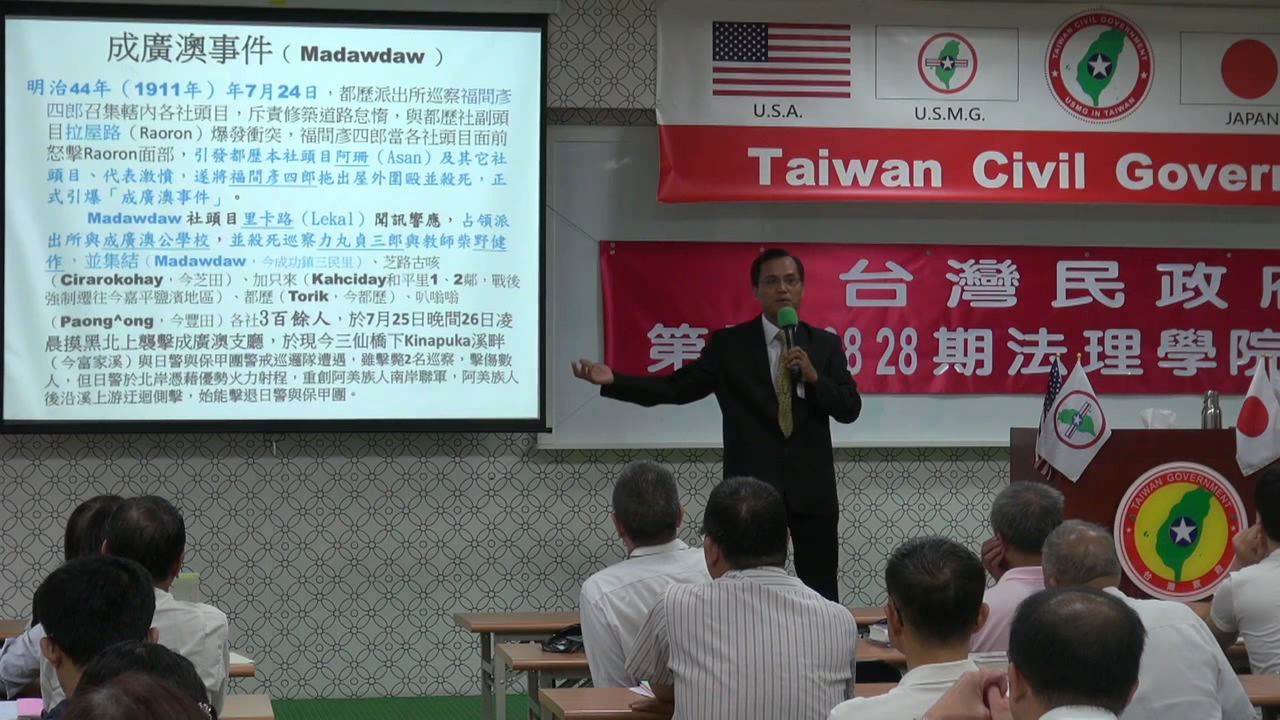 成廣澳事件（Madawdaw）
明治44年（1911年）年7月24日，都歷派出所巡察福間彥
四郎召集轄內各社頭目，斥責修築道路怠惰，與都歷社副頭
目拉屋路（Raoron）爆發衝突，福間彥四郎當各社頭目面前
怒擊Raoron面部，引發都歷本社頭目阿珊（Asan）及其它社
頭目、代表激憤，遂將福間彥四郎拖出屋外圍毆並殺死，正
式引爆「成廣澳事件」。
Madawdaw 社頭目里卡路（Lekal）聞訊響應，占領派
出所與成廣澳公學校，並殺死巡察力丸貞三郎與教師柴野健
作，並集結（Madawdaw，今成功鎮三民里）、芝路古咳
（Cirarokohay，今芝田）、加只來（Kahciday和平里1、2鄰，戰後
強制遷往今嘉平鹽濱地區）、都歷（Torik，今都歷）、叭嗡嗡
（Paong^ong，今豐田）各社3百餘人，於7月25日晚間26日凌
晨摸黑北上襲擊成廣澳支廳，於現今三仙橋下Kinapuka溪畔
（今富家溪）與日警與保甲團警戒巡邏隊遭遇，雖擊斃2名巡察，擊傷數
人，但日警於北岸憑藉優勢火力射程，重創阿美族人南岸聯軍，阿美族人
後沿溪上游迂迴側擊，始能擊退日警與保甲團。
U.S.A.
U.S.M.G.
TAIWAN CIVIL GOVERNMENT
USMG IN TAIWAN
JAPAN
Taiwan Civil Gover
台灣民政府
第
8 28 期法理學院
TAIWAN GOVERNMENT
台灣政府